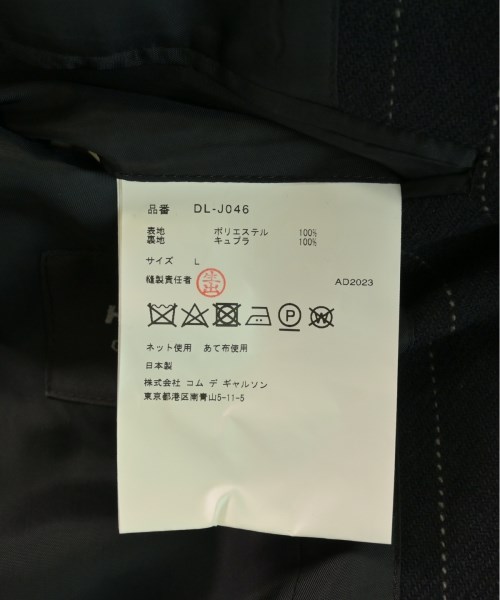 品番 DL-J046
表地 ポリエステル 100%
裏地 キュプラ 100%
サイズ L
縫製責任者
AD2023
ネット使用 あて布使用
日本製
株式会社 コム デ ギャルソン
東京都港区南青山5-11-5